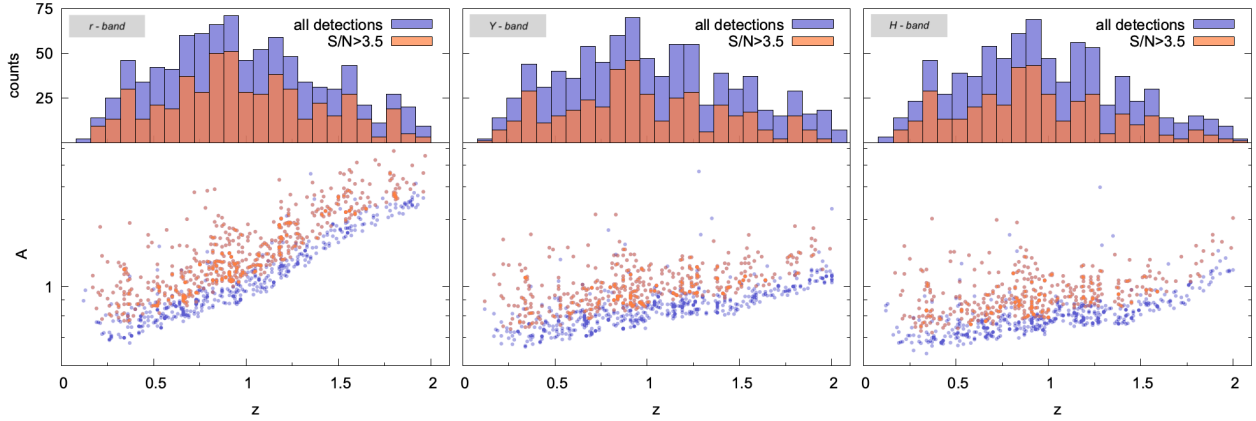 r - band
all detections
S/N>3.5
Y - band
all detections
S/N>3.5
H - band
all detections
S/N>3.5
75
50
25
counts
1
A
0 0.5 1 1.5 2
0 0.5 1 1.5 2
0 0.5 1 1.5 2
z
z
z